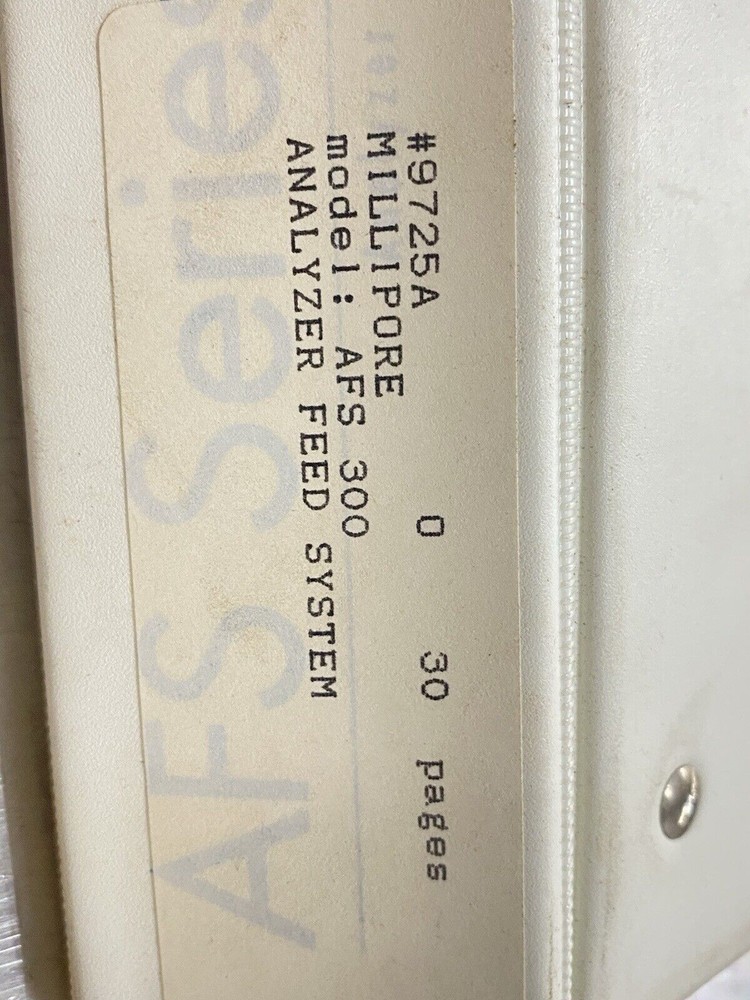 #9725A 0 30 pages
MILLIPORE
model: AFS 300
ANALYZER FEED SYSTEM
AFS Series